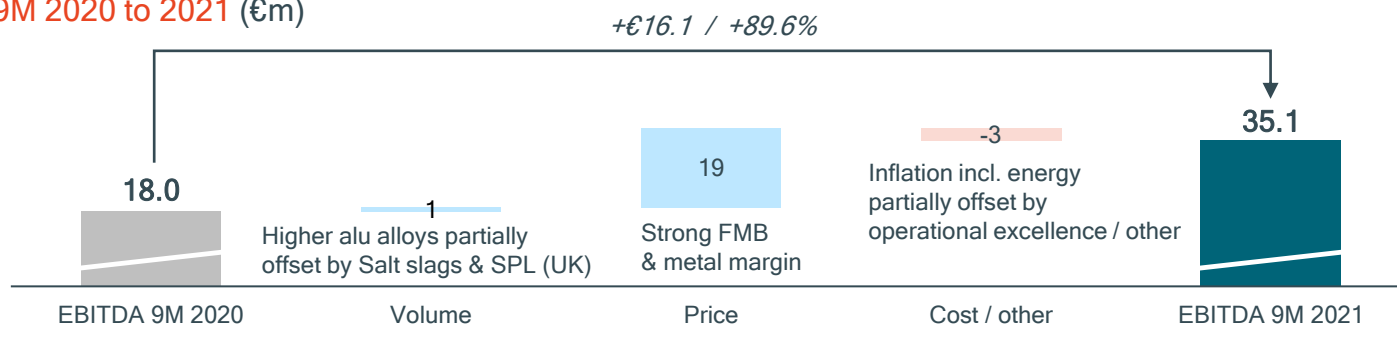 9M 2020 to 2021 (€m)
+€16.1 / +89.6%
18.0
1
Higher alu alloys partially
offset by Salt slags & SPL (UK)
19
Strong FMB
& metal margin
-3
Inflation incl. energy
partially offset by
operational excellence / other
35.1
EBITDA 9M 2020
Volume
Price
Cost / other
EBITDA 9M 2021